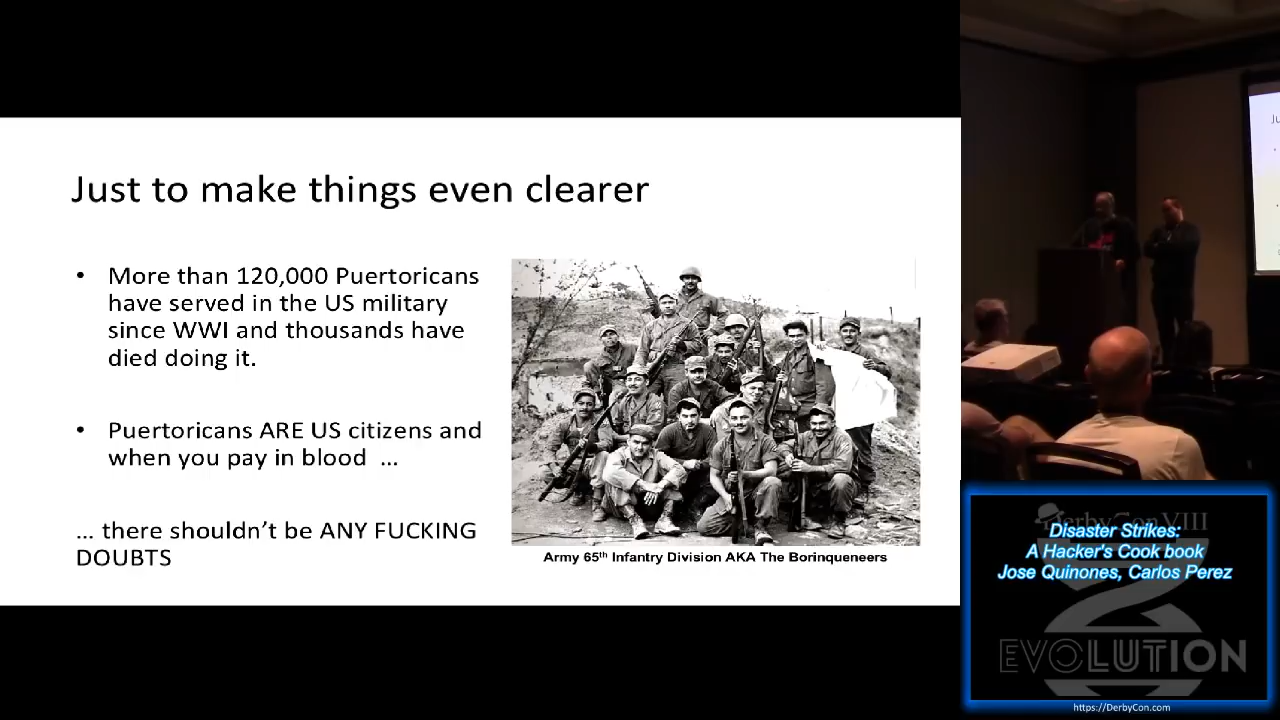 Just to make things even clearer
• More than 120,000 Puertoricans
have served in the US military
since WWI and thousands have
died doing it.
• Puertoricans ARE US citizens and
when you pay in blood ...
... there shouldn't be ANY FUCKING
DOUBTS
Army 65th Infantry Division AKA The Borinqueneers
Ju
DerbyCon VIII
Disaster Strikes:
A Hacker's Cook book
Jose Quinones, Carlos Perez
EVOLUTION
https://DerbyCon.com